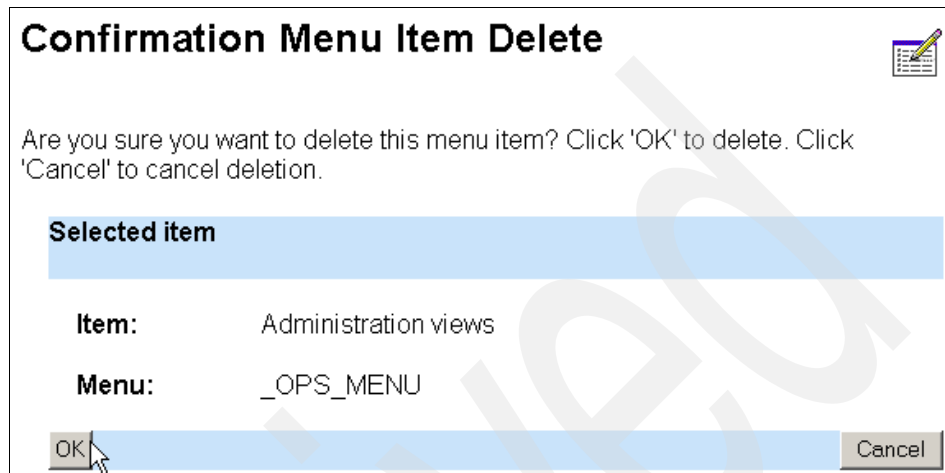 Confirmation Menu Item Delete
Are you sure you want to delete this menu item? Click 'OK' to delete. Click
'Cancel' to cancel deletion.
Selected item
Item: Administration views
Menu: _OPS_MENU
OK Cancel